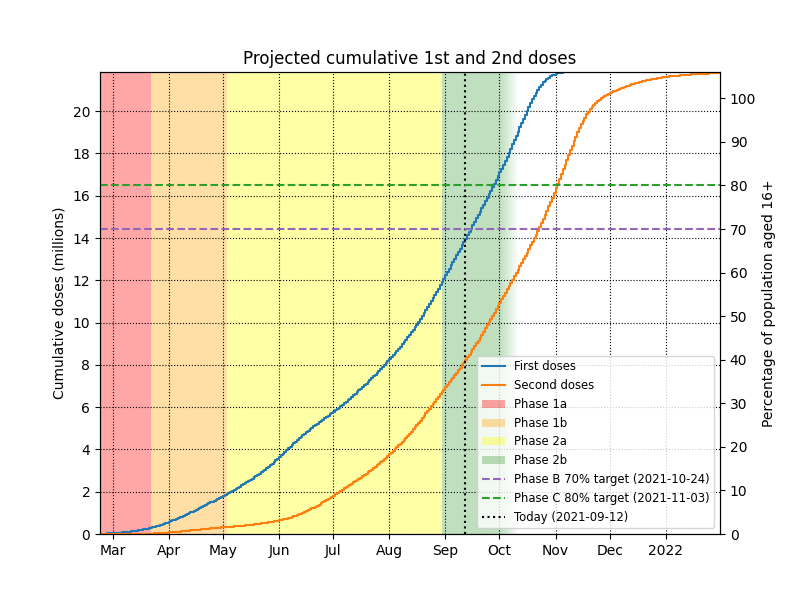 Projected cumulative 1st and 2nd doses
Cumulative doses (millions)
20
18
16
14
12
10
8
6
4
2
0
Mar Apr May Jun Jul Aug Sep Oct Nov Dec 2022
100
90
80
70
60
50
40
30
20
10
0
Percentage of population aged 16+
First doses
Second doses
Phase 1a
Phase 1b
Phase 2a
Phase 2b
Phase B 70% target (2021-10-24)
Phase C 80% target (2021-11-03)
Today (2021-09-12)